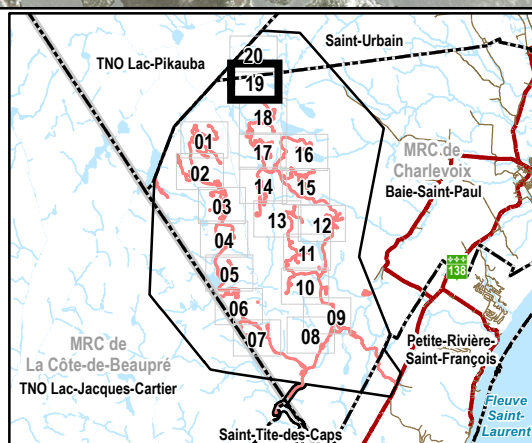 Saint-Urbain
20
TNO Lac-Pikauba
19
18
01
17
16
MRC de
Charlevoix
Baie-Saint-Paul
02
14
15
03
13
12
04
11
138
05
10
06
09
07
08
MRC de
La Côte-de-Beaupré
TNO Lac-Jacques-Cartier
Petite-Rivière-
Saint-François
Fleuve
Saint-
Laurent
Saint-Tite-des-Caps